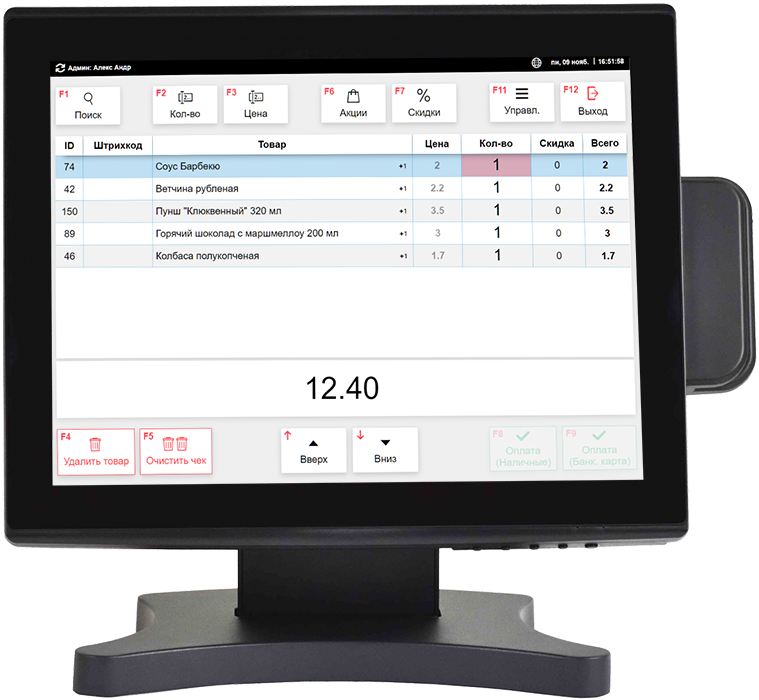 Админ: Алекс Андр
пн, 09 нояб. | 16:51:58
F1 Поиск
F2 Кол-во
F3 Цена
F6 Акции
F7 Скидки
F11 Управл.
F12 Выход
ID Штрихкод Товар Цена Кол-во Скидка Всего
74 Соус Барбекю +1 2 1 0 2
42 Ветчина рубленая +1 2.2 1 0 2.2
150 Пунш "Клюквенный" 320 мл +1 3.5 1 0 3.5
89 Горячий шоколад с маршмеллоу 200 мл +1 3 1 0 3
46 Колбаса полукопченая +1 1.7 1 0 1.7
12.40
F4 Удалить товар
F5 Очистить чек
Вверх
Вниз
F8 Оплата
(Наличные)
F9 Оплата
(Банк. карта)